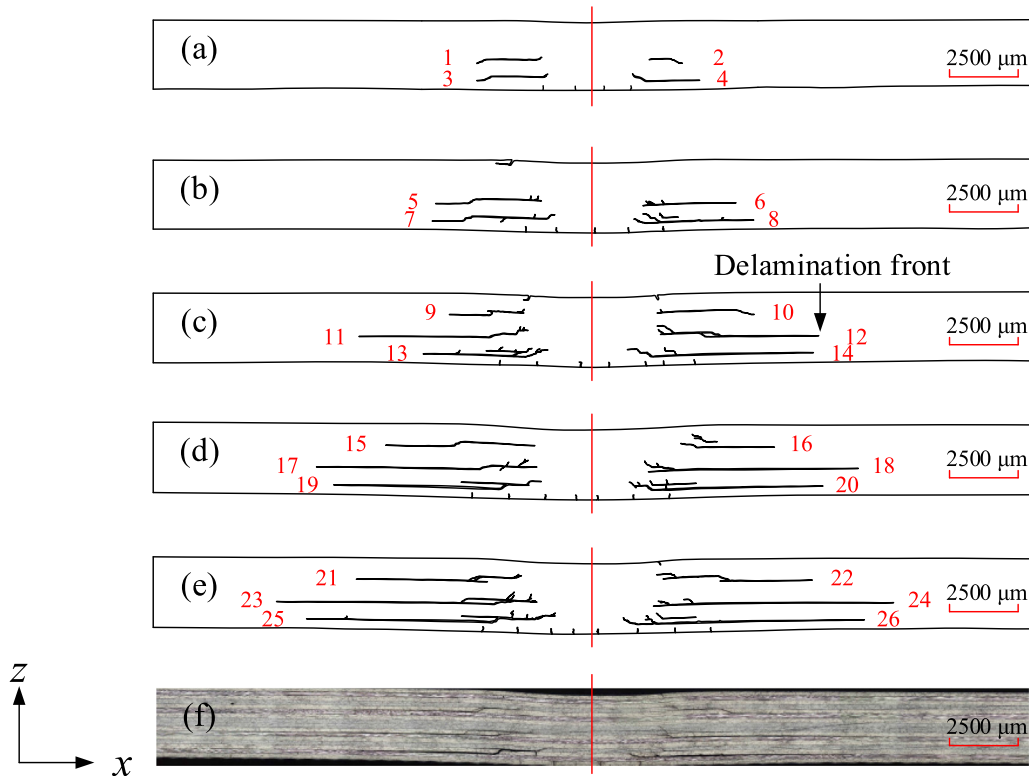 (a)
1
2
3
4
2500 μm
(b)
5
6
7
8
2500 μm
Delamination front
(c)
9
10
11
12
13
14
2500 μm
(d)
15
16
17
18
19
20
2500 μm
(e)
21
22
23
24
25
26
2500 μm
z
(f)
2500 μm
x